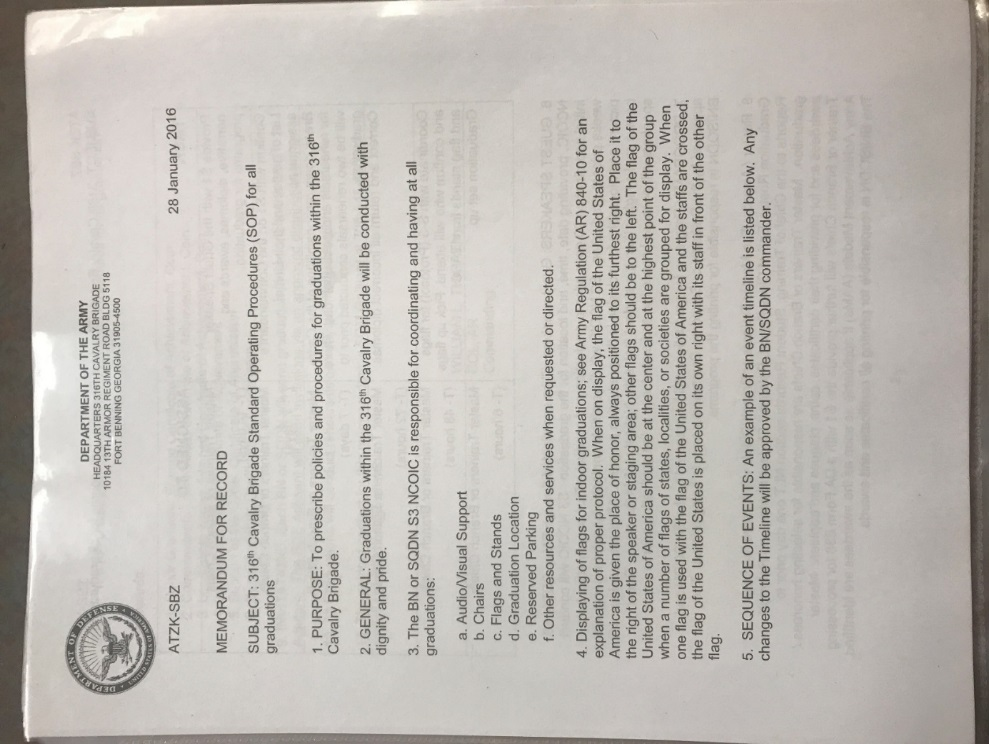 DEPARTMENT OF THE ARMY
HEADQUARTERS 316TH CAVALRY BRIGADE
10184 13TH ARMOR REGIMENT ROAD BLDG 5118
FORT BENNING GEORGIA 31905-4500
DEPARTMENT OF DEFENSE
ATZK-SBZ 28 January 2016
MEMORANDUM FOR RECORD
SUBJECT: 316th Cavalry Brigade Standard Operating Procedures (SOP) for all
graduations
1. PURPOSE: To prescribe policies and procedures for graduations within the 316th
Cavalry Brigade.
2. GENERAL: Graduations within the 316th Cavalry Brigade will be conducted with
dignity and pride.
3. The BN or SQDN S3 NCOIC is responsible for coordinating and having at all
graduations:
a. Audio/Visual Support
b. Chairs
c. Flags and Stands
d. Graduation Location
e. Reserved Parking
f. Other resources and services when requested or directed.
4. Displaying of flags for indoor graduations; see Army Regulation (AR) 840-10 for an
explanation of proper protocol. When on display, the flag of the United States of
America is given the place of honor, always positioned to its furthest right. Place it to
the right of the speaker or staging area; other flags should be to the left. The flag of the
United States of America should be at the center and at the highest point of the group
when a number of flags of states, localities, or societies are grouped for display. When
one flag is used with the flag of the United States of America and the staffs are crossed,
the flag of the United States is placed on its own right with its staff in front of the other
flag.
5. SEQUENCE OF EVENTS: An example of an event timeline is listed below. Any
changes to the Timeline will be approved by the BN/SQDN commander.